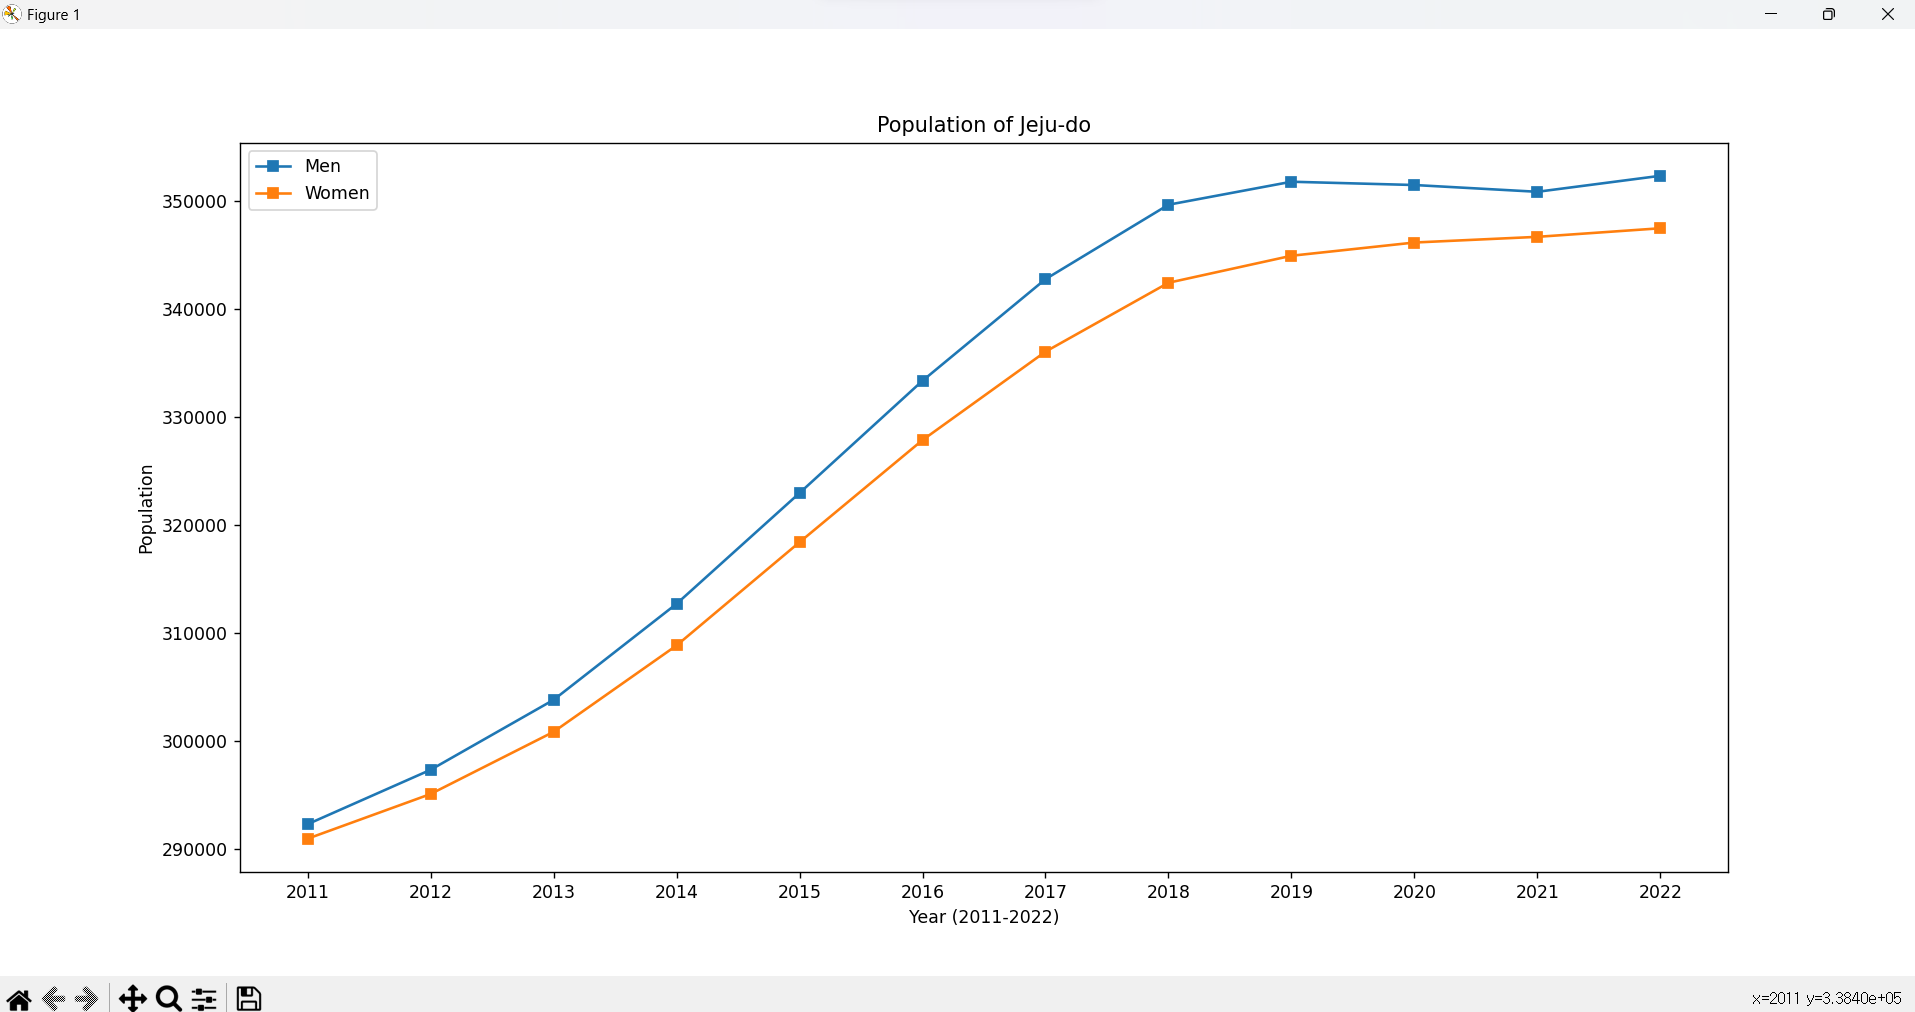 Figure 1
Population of Jeju-do
Men
Women
350000
340000
330000
320000
310000
300000
290000
Population
2011 2012 2013 2014 2015 2016 2017 2018 2019 2020 2021 2022
Year (2011-2022)
x=2011 y=3.3840e+05